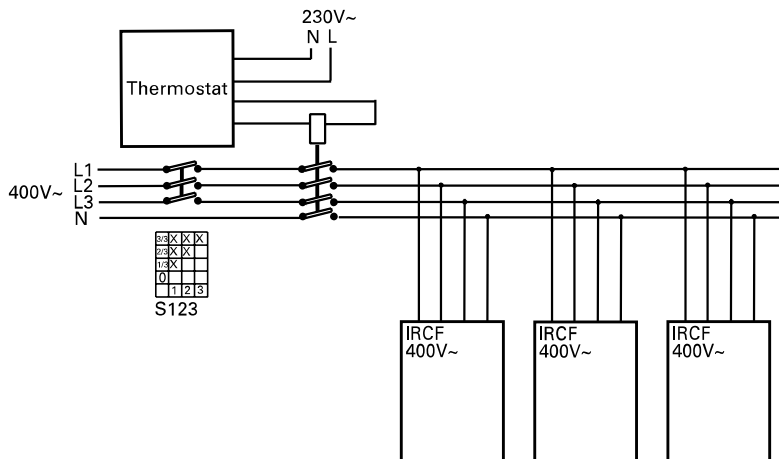 230V~
N L
Thermostat
L1
400V~ L2
L3
N
3/3 X X X
2/3 X X
1/3 X
0
1 2 3
S123
IRCF
400V~
IRCF
400V~
IRCF
400V~